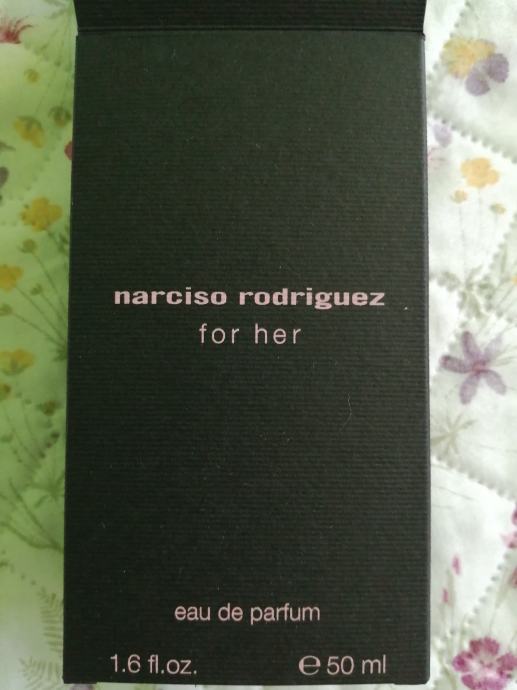 narciso rodriguez
for her
eau de parfum
1.6 fl.oz. ℮ 50 ml